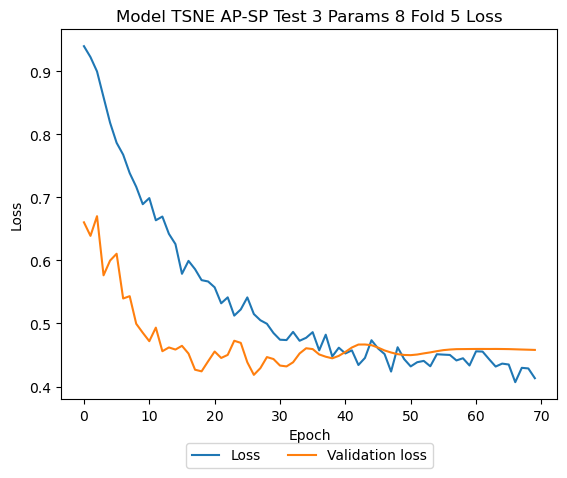 Model TSNE AP-SP Test 3 Params 8 Fold 5 Loss
Loss
0.9
0.8
0.7
0.6
0.5
0.4
0 10 20 30 40 50 60 70
Epoch
Loss Validation loss